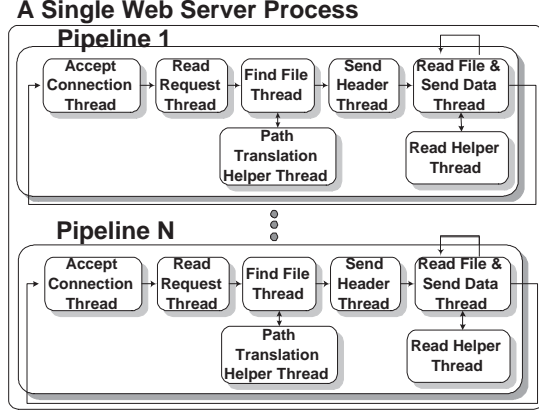 A Single Web Server Process
Pipeline 1
Accept
Connection
Thread
Read
Request
Thread
Find File
Thread
Send
Header
Thread
Read File &
Send Data
Thread
Path
Translation
Helper Thread
Read Helper
Thread
Pipeline N
Accept
Connection
Thread
Read
Request
Thread
Find File
Thread
Send
Header
Thread
Read File &
Send Data
Thread
Path
Translation
Helper Thread
Read Helper
Thread